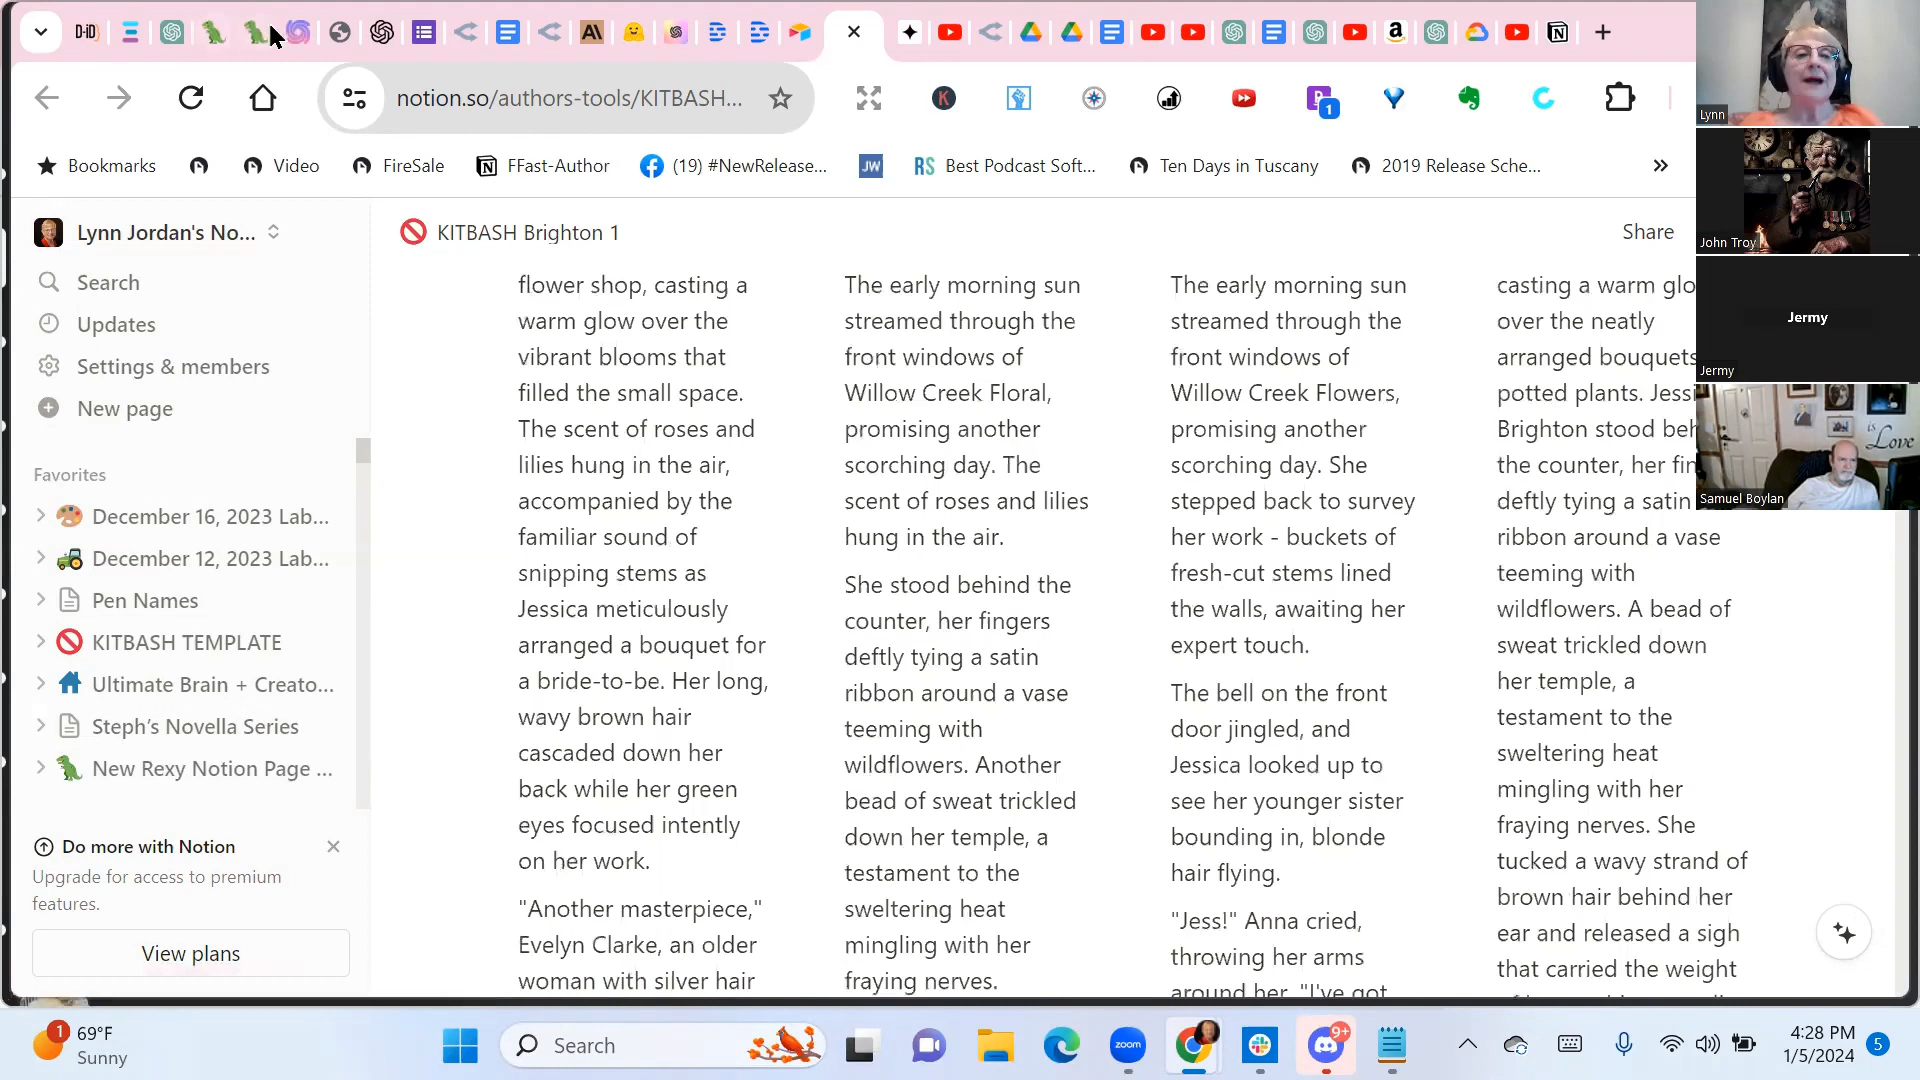 D-iD
notion.so/authors-tools/KITBASH...
1
Bookmarks
Video
FireSale
FFast-Author
(19) #NewRelease...
JW
RS Best Podcast Soft...
Ten Days in Tuscany
2019 Release Sche...
Lynn Jordan's No...
Search
Updates
Settings & members
New page
Favorites
December 16, 2023 Lab...
December 12, 2023 Lab...
Pen Names
KITBASH TEMPLATE
Ultimate Brain + Creato...
Steph's Novella Series
New Rexy Notion Page ...
Do more with Notion
Upgrade for access to premium
features.
View plans
KITBASH Brighton 1
Share
flower shop, casting a
warm glow over the
vibrant blooms that
filled the small space.
The scent of roses and
lilies hung in the air,
accompanied by the
familiar sound of
snipping stems as
Jessica meticulously
arranged a bouquet for
a bride-to-be. Her long,
wavy brown hair
cascaded down her
back while her green
eyes focused intently
on her work.
"Another masterpiece,"
Evelyn Clarke, an older
woman with silver hair
The early morning sun
streamed through the
front windows of
Willow Creek Floral,
promising another
scorching day. The
scent of roses and lilies
hung in the air.
She stood behind the
counter, her fingers
deftly tying a satin
ribbon around a vase
teeming with
wildflowers. Another
bead of sweat trickled
down her temple, a
testament to the
sweltering heat
mingling with her
fraying nerves.
The early morning sun
streamed through the
front windows of
Willow Creek Flowers,
promising another
scorching day. She
stepped back to survey
her work - buckets of
fresh-cut stems lined
the walls, awaiting her
expert touch.
The bell on the front
door jingled, and
Jessica looked up to
see her younger sister
bounding in, blonde
hair flying.
"Jess!" Anna cried,
throwing her arms
around her. "I've got
casting a warm glo
over the neatly
arranged bouquets
potted plants. Jessi
Brighton stood beh
the counter, her fin
deftly tying a satin
ribbon around a vase
teeming with
wildflowers. A bead of
sweat trickled down
her temple, a
testament to the
sweltering heat
mingling with her
fraying nerves. She
tucked a wavy strand of
brown hair behind her
ear and released a sigh
that carried the weight
Lynn
John Troy
Jermy
Jermy
is Love
Samuel Boylan
1
69°F
Sunny
Search
zoom
9+
4:28 PM
1/5/2024
5